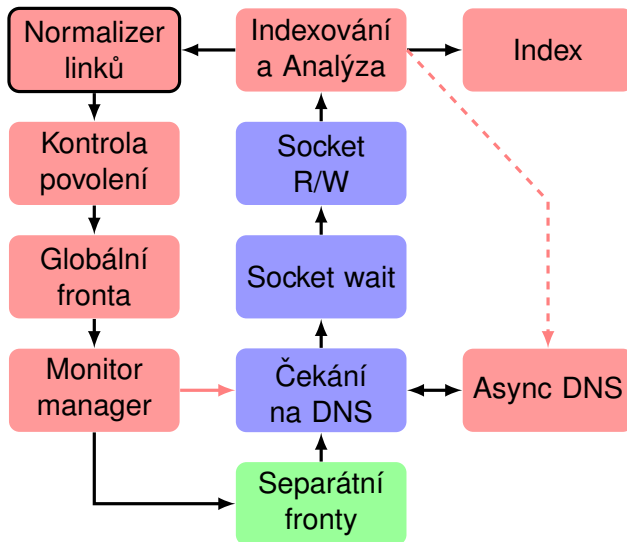 Normalizer
linků
Indexování
a Analýza
Index
Kontrola
povolení
Socket
R/W
Globální
fronta
Socket wait
Monitor
manager
Čekání
na DNS
Async DNS
Separátní
fronty